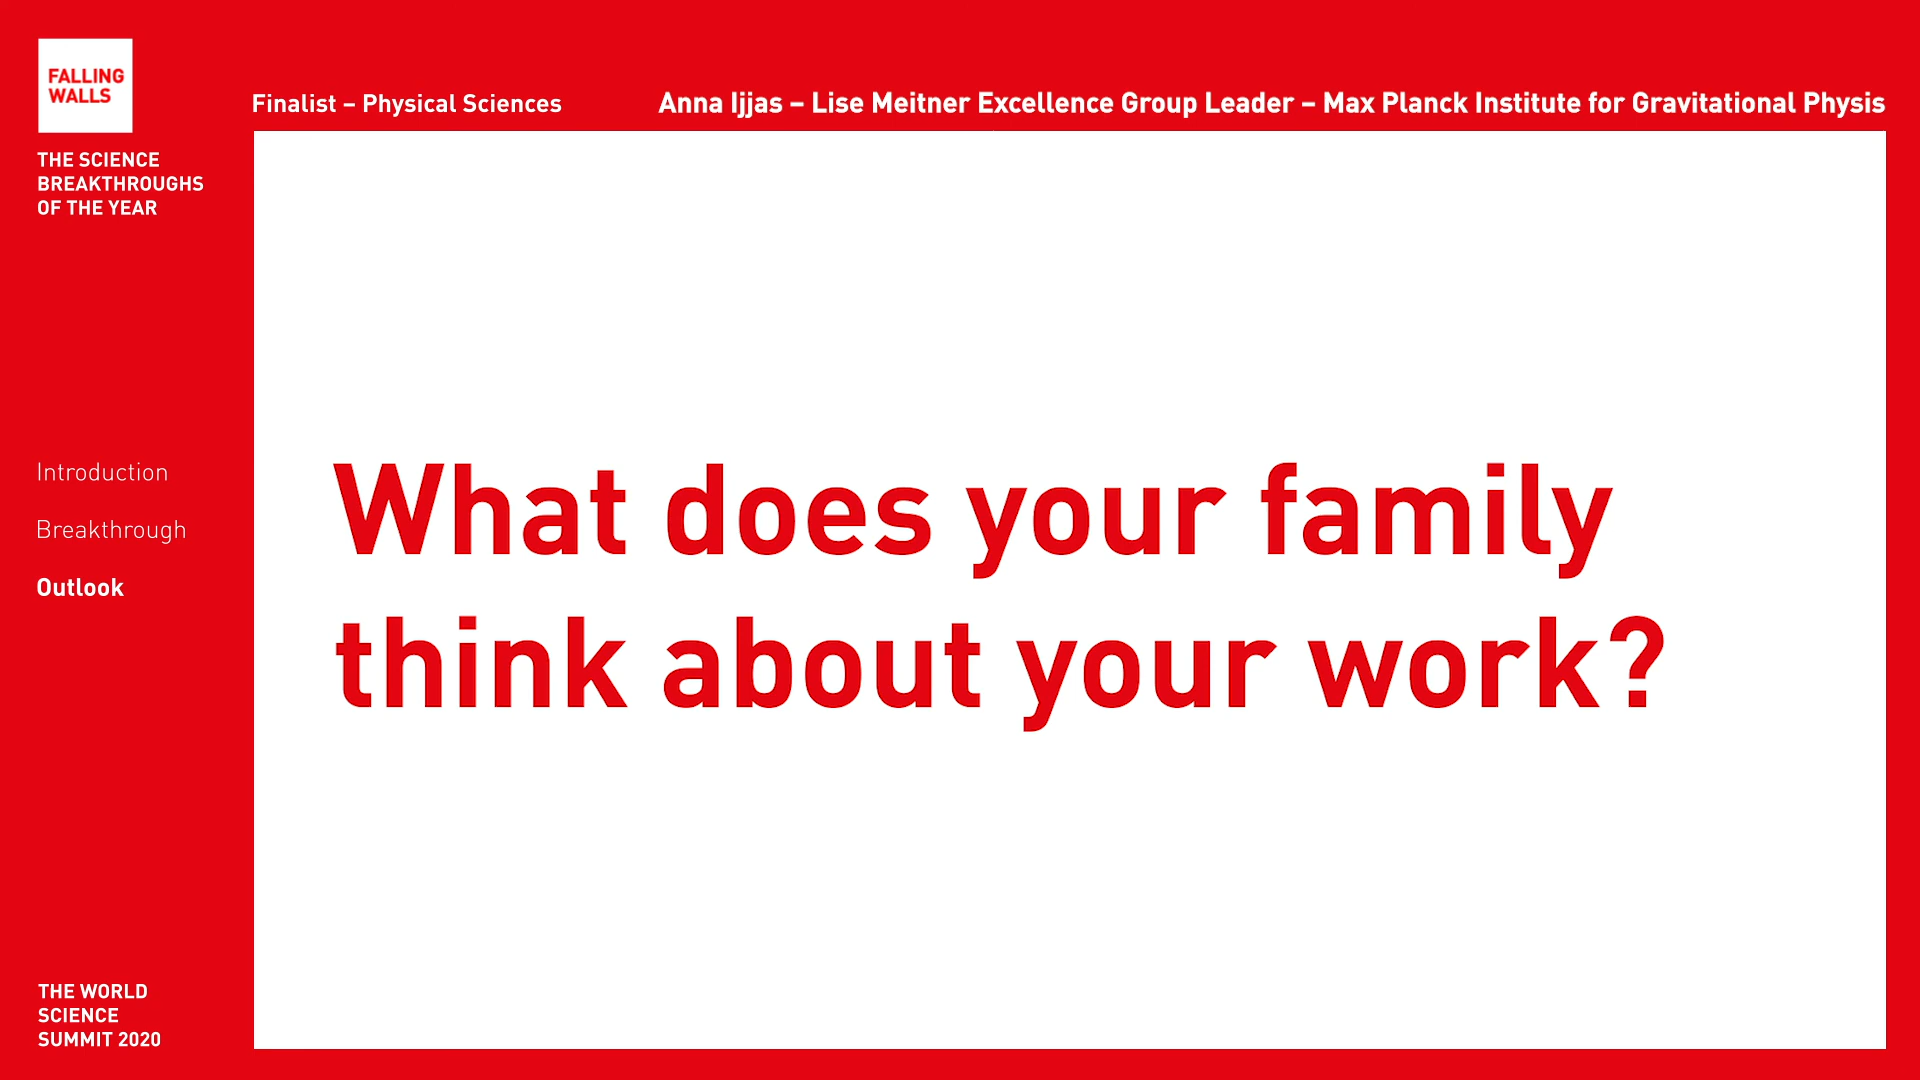 FALLING
WALLS
THE SCIENCE
BREAKTHROUGHS
OF THE YEAR
Finalist – Physical Sciences
Anna Ijjas – Lise Meitner Excellence Group Leader – Max Planck Institute for Gravitational Physis
Introduction
Breakthrough
Outlook
What does your family
think about your work?
THE WORLD
SCIENCE
SUMMIT 2020